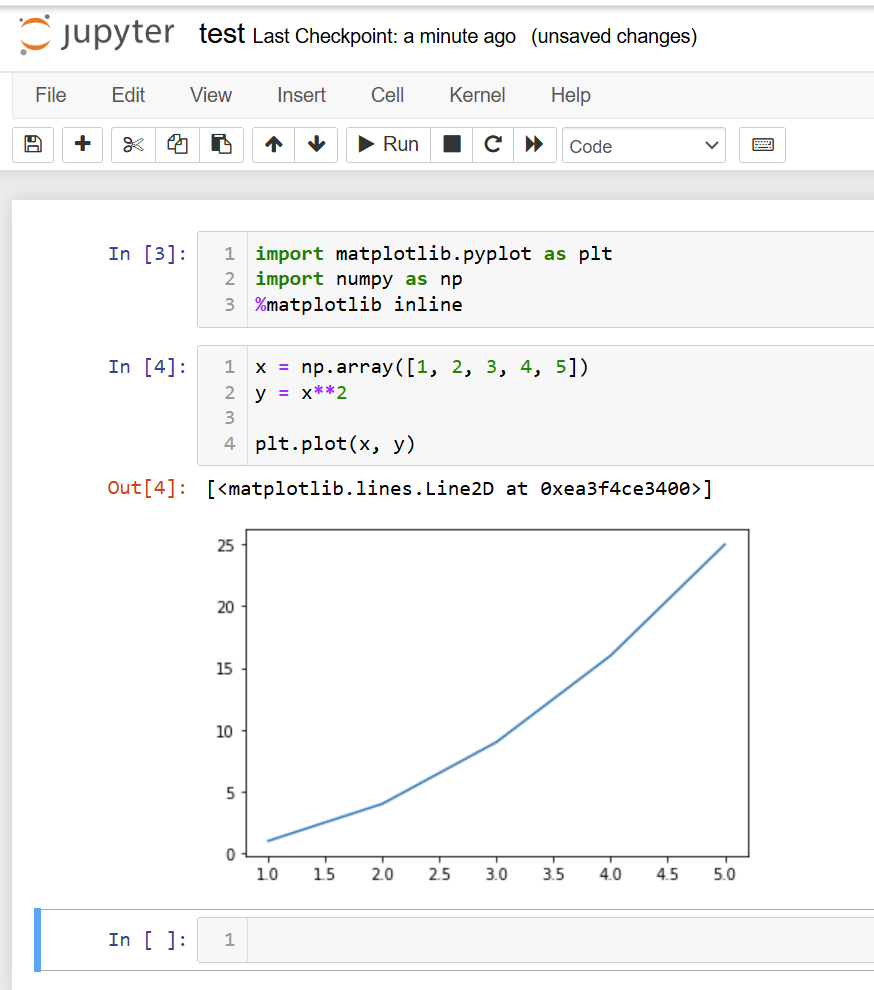 jupyter test Last Checkpoint: a minute ago (unsaved changes)
File Edit View Insert Cell Kernel Help
Run Code
In [3]: 1 import matplotlib.pyplot as plt
2 import numpy as np
3 %matplotlib inline
In [4]: 1 x = np.array([1, 2, 3, 4, 5])
2 y = x**2
3
4 plt.plot(x, y)
Out[4]: [<matplotlib.lines.Line2D at 0xea3f4ce3400>]
25
20
15
10
5
0
1.0 1.5 2.0 2.5 3.0 3.5 4.0 4.5 5.0
In [ ]: 1